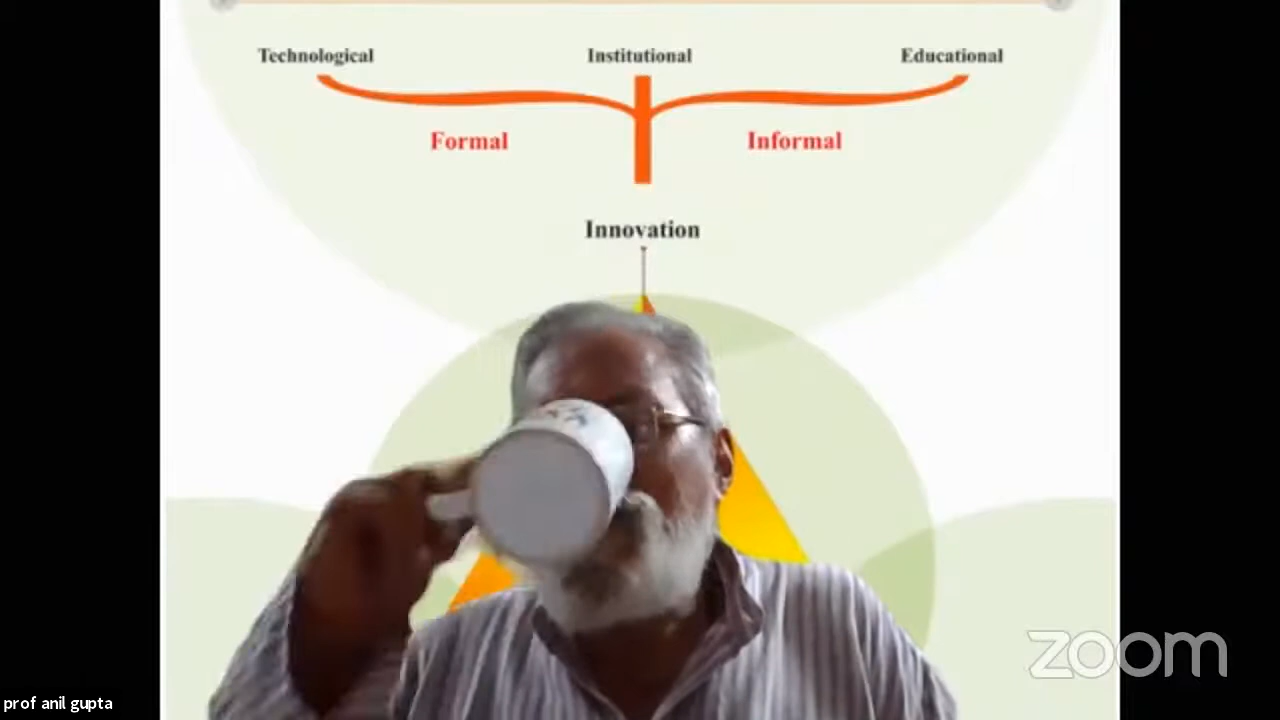 Technological Institutional Educational
Formal Informal
Innovation
zoom
prof anil gupta